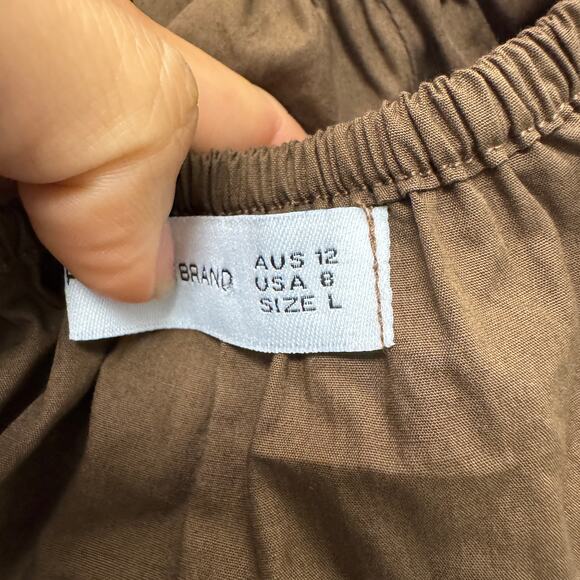 BRAND
AUS 12
USA 8
SIZE L